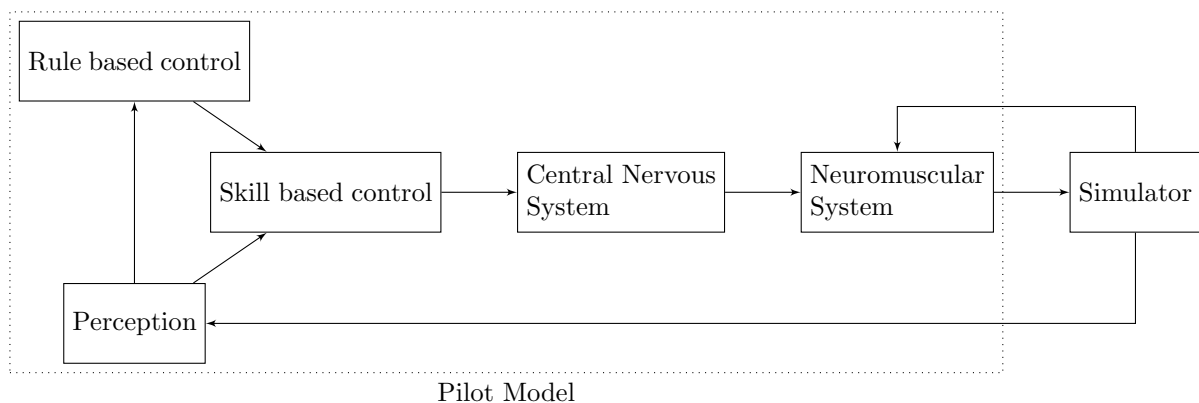 Rule based control
Skill based control
Central Nervous
System
Neuromuscular
System
Simulator
Perception
Pilot Model